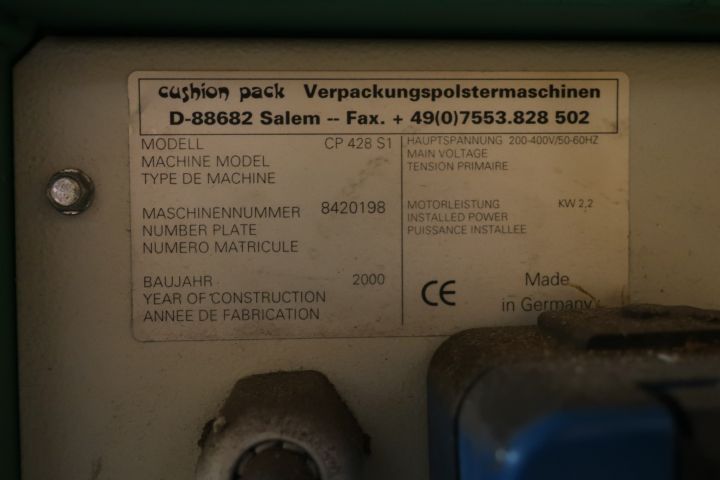 cushion pack Verpackungspolstermaschinen
D-88682 Salem -- Fax. + 49(0)7553.828 502
MODELL CP 428 S1
MACHINE MODEL
TYPE DE MACHINE
MASCHINENNUMMER 8420198
NUMBER PLATE
NUMERO MATRICULE
BAUJAHR 2000
YEAR OF CONSTRUCTION
ANNEE DE FABRICATION
HAUPTSPANNUNG 200-400V/50-60HZ
MAIN VOLTAGE
TENSION PRIMAIRE
MOTORLEISTUNG KW 2,2
INSTALLED POWER
PUISSANCE INSTALLEE
CE Made
in Germany